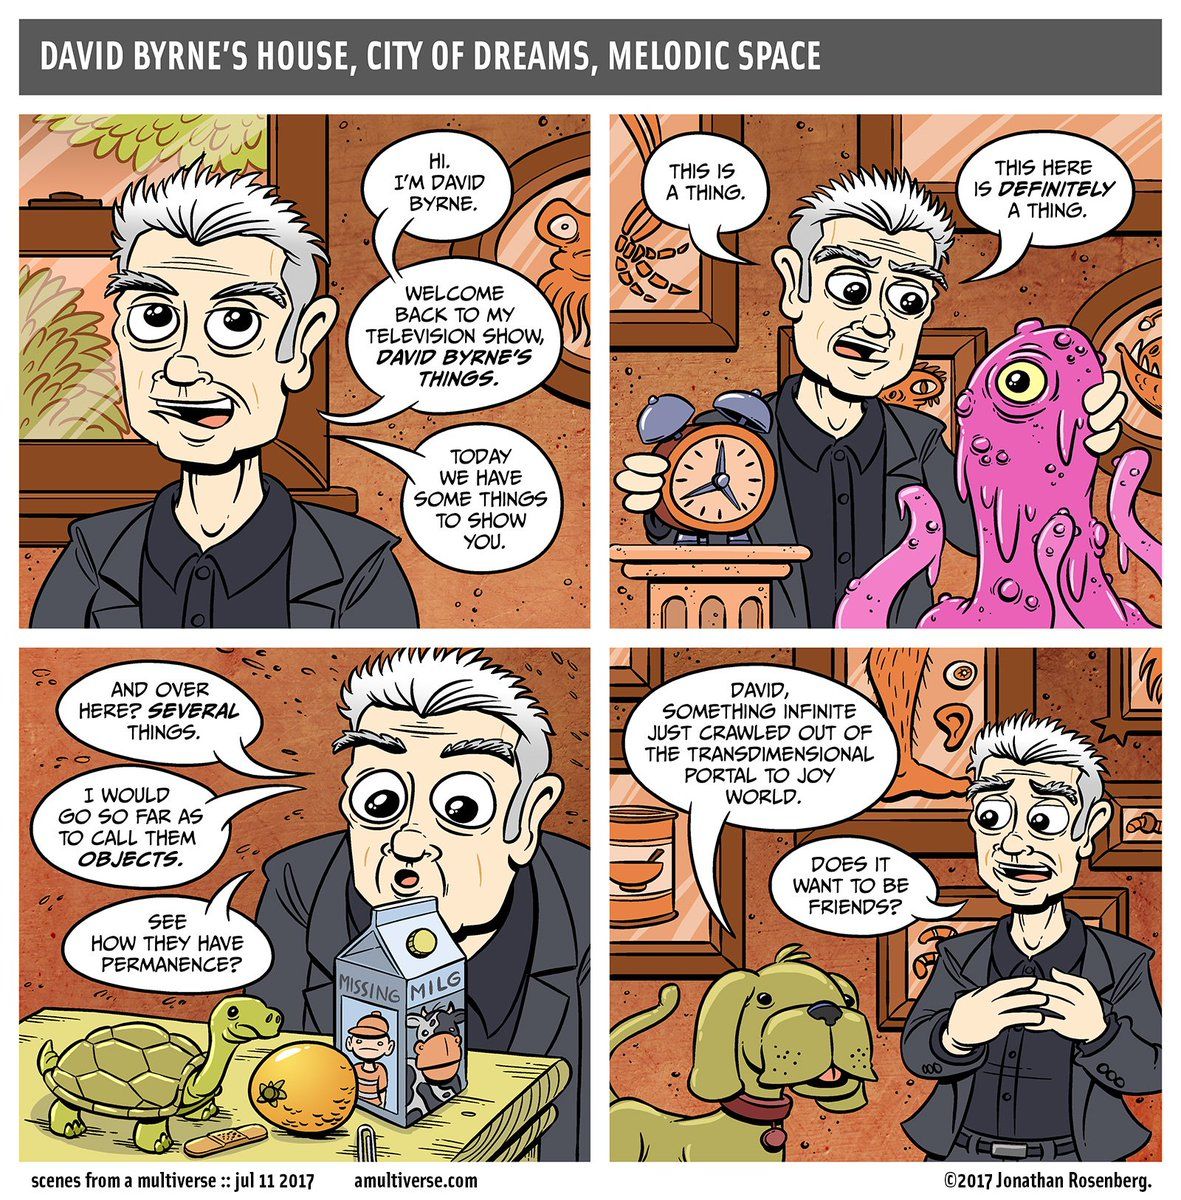 DAVID BYRNE'S HOUSE, CITY OF DREAMS, MELODIC SPACE
HI.
I'M DAVID
BYRNE.
WELCOME
BACK TO MY
TELEVISION SHOW,
DAVID BYRNE'S
THINGS.
TODAY
WE HAVE
SOME THINGS
TO SHOW
YOU.
THIS IS
A THING.
THIS HERE
IS DEFINITELY
A THING.
AND OVER
HERE? SEVERAL
THINGS.
I WOULD
GO SO FAR AS
TO CALL THEM
OBJECTS.
SEE
HOW THEY HAVE
PERMANENCE?
MISSING
MILG
DAVID,
SOMETHING INFINITE
JUST CRAWLED OUT OF
THE TRANSDIMENSIONAL
PORTAL TO JOY
WORLD.
DOES IT
WANT TO BE
FRIENDS?
scenes from a multiverse :: jul 11 2017 amultiverse.com ©2017 Jonathan Rosenberg.